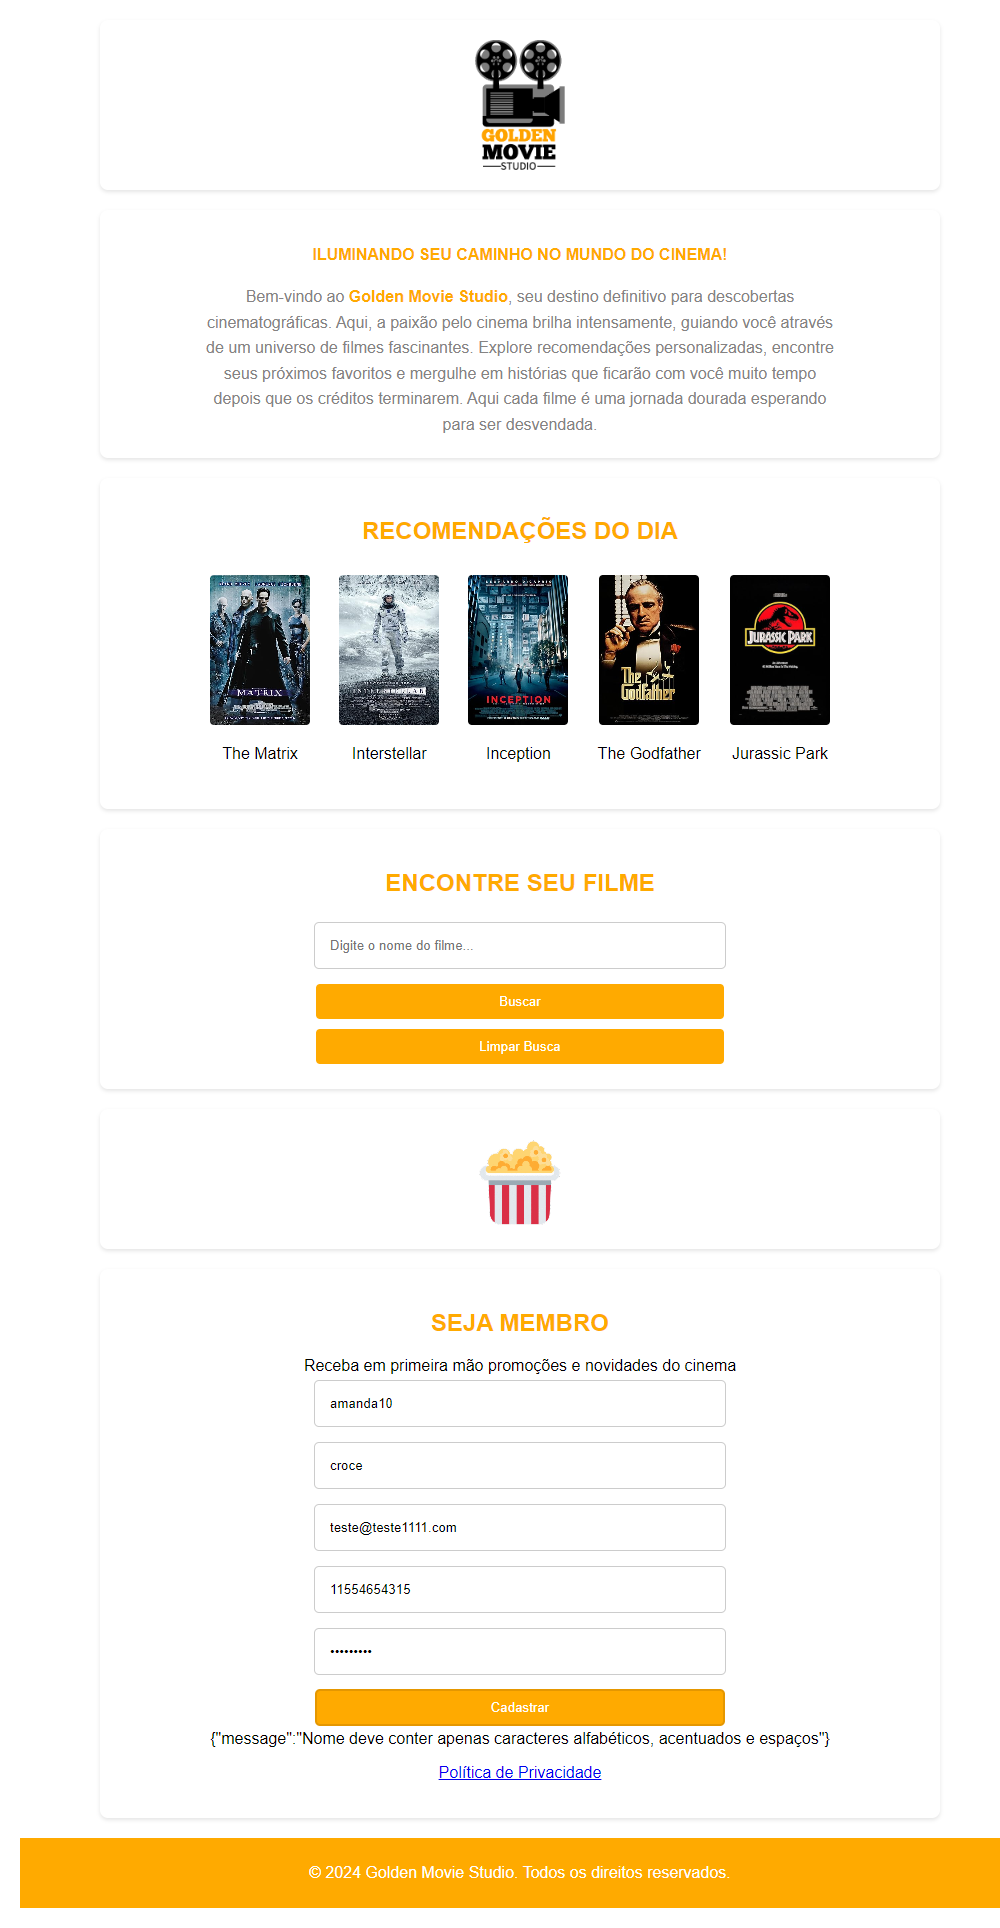 GOLDEN
MOVIE
STUDIO
ILUMINANDO SEU CAMINHO NO MUNDO DO CINEMA!
Bem-vindo ao Golden Movie Studio, seu destino definitivo para descobertas
cinematográficas. Aqui, a paixão pelo cinema brilha intensamente, guiando você através
de um universo de filmes fascinantes. Explore recomendações personalizadas, encontre
seus próximos favoritos e mergulhe em histórias que ficarão com você muito tempo
depois que os créditos terminarem. Aqui cada filme é uma jornada dourada esperando
para ser desvendada.
RECOMENDAÇÕES DO DIA
MATRIX
INTERSTELLAR
INCEPTION
The
Godfather
JURASSIC PARK
The Matrix
Interstellar
Inception
The Godfather
Jurassic Park
ENCONTRE SEU FILME
Digite o nome do filme...
Buscar
Limpar Busca
SEJA MEMBRO
Receba em primeira mão promoções e novidades do cinema
amanda10
croce
teste@teste1111.com
11554654315
•••••••••
Cadastrar
{"message":"Nome deve conter apenas caracteres alfabéticos, acentuados e espaços"}
Política de Privacidade
© 2024 Golden Movie Studio. Todos os direitos reservados.